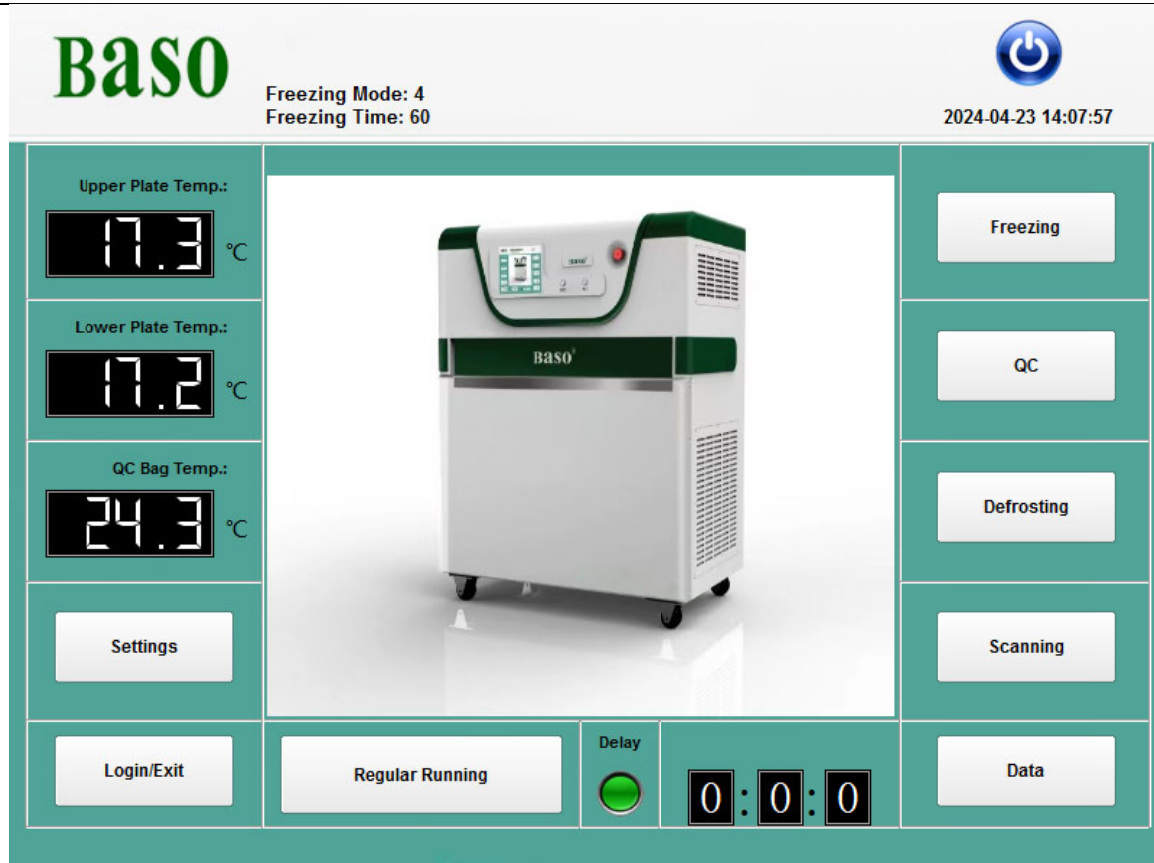 Baso
Freezing Mode: 4
Freezing Time: 60
2024-04-23 14:07:57
Upper Plate Temp.:
17.3 ℃
Lower Plate Temp.:
17.2 ℃
QC Bag Temp.:
24.3 ℃
Settings
Login/Exit
Baso
Regular Running
Delay
0:0:0
Freezing
QC
Defrosting
Scanning
Data